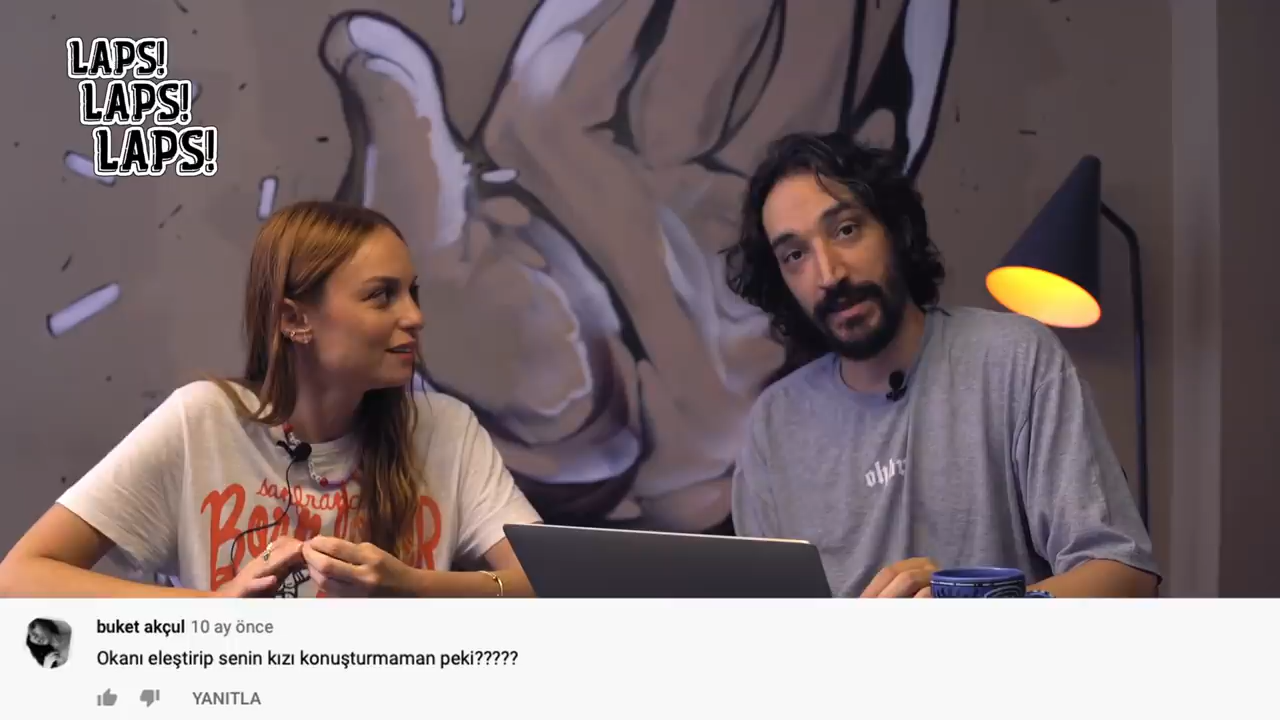 LAPS!
LAPS!
LAPS!
buket akçul 10 ay önce
Okanı eleştirip senin kızı konuşturmaman peki?????
YANITLA